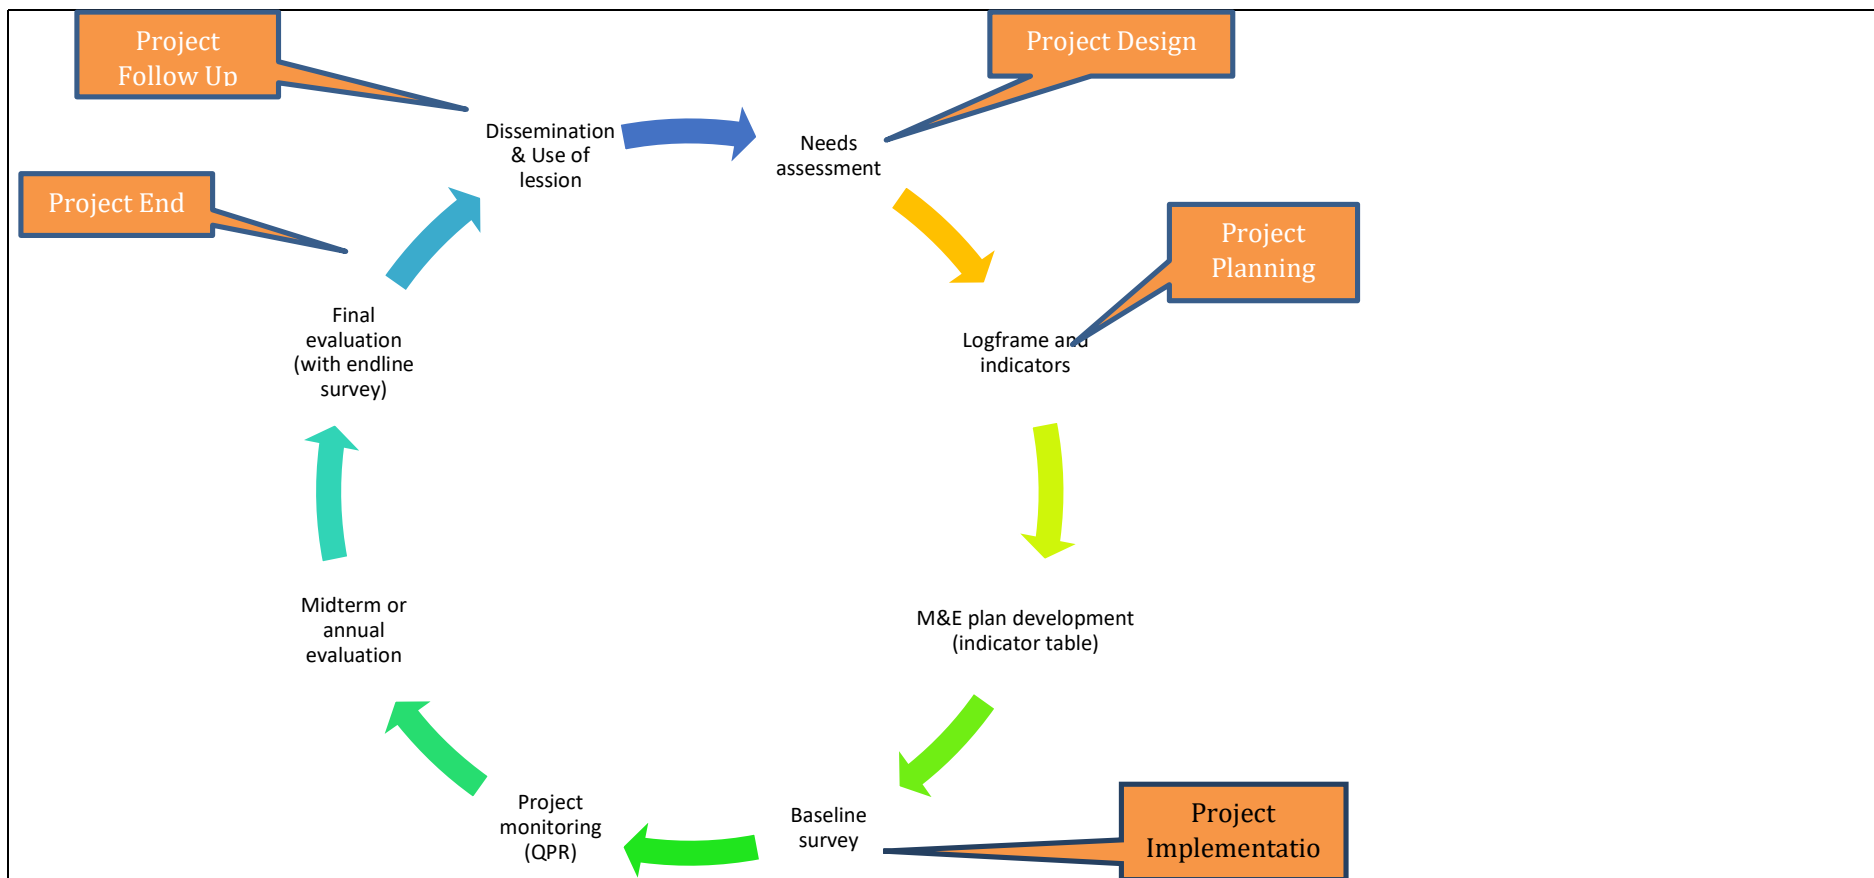 Project
Follow Up
Project Design
Dissemination
& Use of
lession
Needs
assessment
Project End
Project
Planning
Final
evaluation
(with endline
survey)
Logframe and
indicators
Midterm or
annual
evaluation
M&E plan development
(indicator table)
Project
monitoring
(QPR)
Baseline
survey
Project
Implementatio